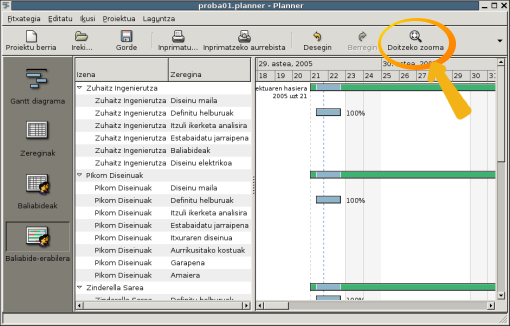 proba01.planner - Planner
Fitxategia Editatu Ikusi Proiektua Laguntza
Proiektu berria Ireki... Gorde Inprimatu... Inprimatzeko aurrebista Desegin Berregin Doitzeko zooma
Gantt diagrama
Zereginak
Baliabideak
Baliabide-erabilera
Izena Zeregina
Zuhaitz Ingenierutza
Zuhaitz Ingenierutza Diseinu maila
Zuhaitz Ingenierutza Definitu helburuak
Zuhaitz Ingenierutza Itzuli ikerketa analisira
Zuhaitz Ingenierutza Estabaidatu jarraipena
Zuhaitz Ingenierutza Baliabideak
Zuhaitz Ingenierutza Diseinu elektrikoa
Pikom Diseinuak
Pikom Diseinuak Disenu maila
Pikom Diseinuak Definitu helburuak
Pikom Diseinuak Itzuli ikerketa analisira
Pikom Diseinuak Estabaidatu jarraipena
Pikom Diseinuak Itxuraren diseinua
Pikom Diseinuak Aurrikusitako kostuak
Pikom Diseinuak Garapena
Pikom Diseinuak Amaiera
Zinderella Sarea
Zinderella Sarea Definitu helburuak
29. astea, 2005 30. astea, 2005
18 19 20 21 22 23 24 25 26 27 28 29 30 31
ektuaren hasiera
2005 uzt 21
100%
100%
100%